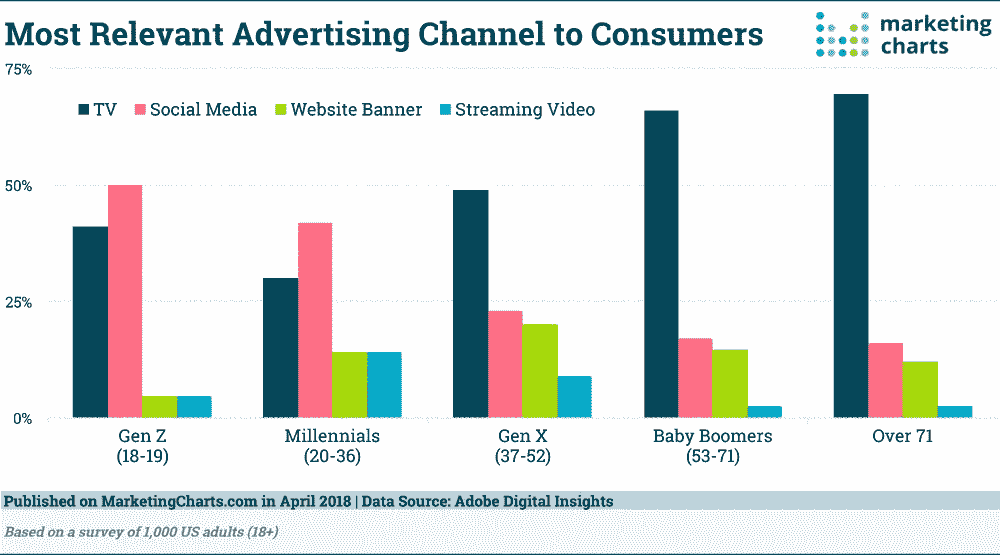 Most Relevant Advertising Channel to Consumers
marketing
charts
75%
TV Social Media Website Banner Streaming Video
50%
25%
0%
Gen Z Millennials Gen X Baby Boomers Over 71
(18-19) (20-36) (37-52) (53-71)
Published on MarketingCharts.com in April 2018 | Data Source: Adobe Digital Insights
Based on a survey of 1,000 US adults (18+)